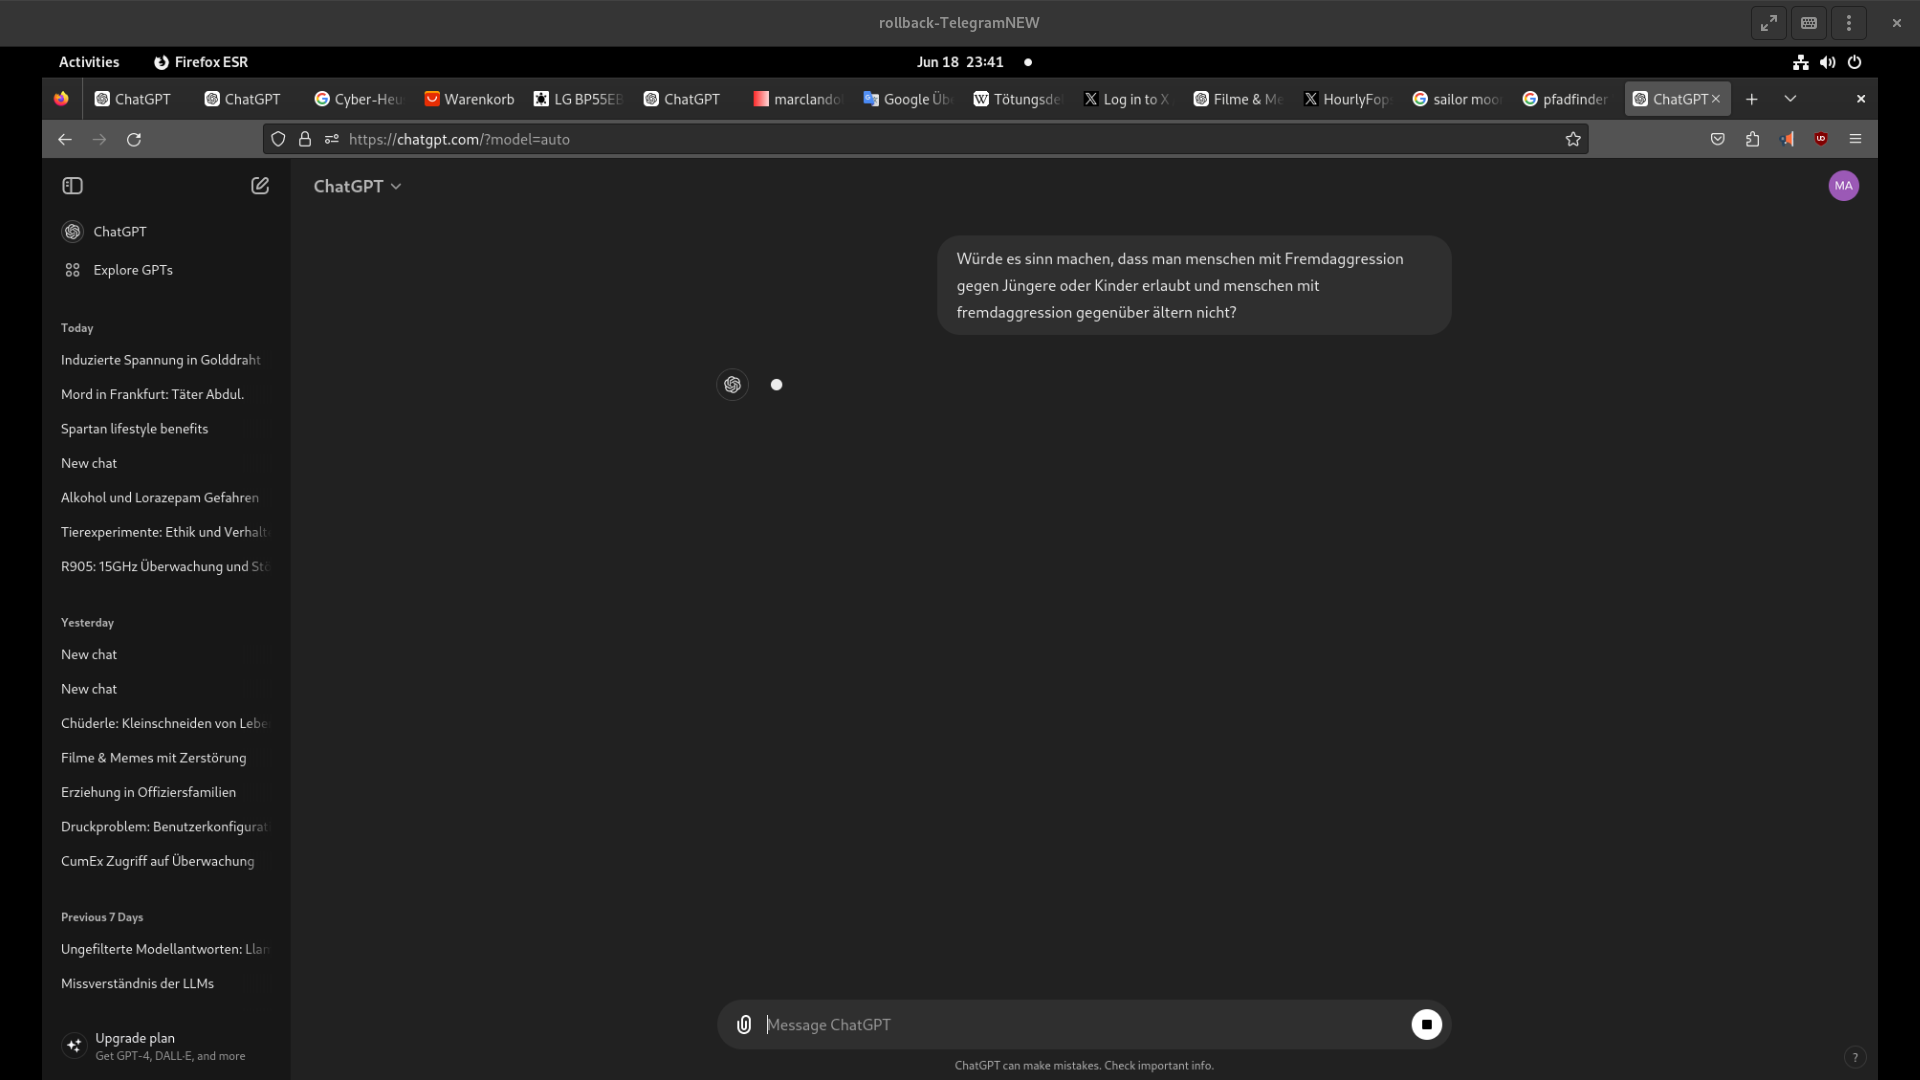 rollback-TelegramNEW
Activities
Firefox ESR
Jun 18 23:41
ChatGPT
ChatGPT
Cyber-Heu
Warenkorb
LG BP55EB
ChatGPT
marclando
Google Üb
Tötungsde
Log in to X
Filme & Me
HourlyFop
sailor moo
pfadfinder
ChatGPT
https://chatgpt.com/?model=auto
ChatGPT
MA
ChatGPT
Explore GPTs
Würde es sinn machen, dass man menschen mit Fremdaggression
gegen Jüngere oder Kinder erlaubt und menschen mit
fremdaggression gegenüber ältern nicht?
Today
Induzierte Spannung in Golddraht
Mord in Frankfurt: Täter Abdul.
Spartan lifestyle benefits
New chat
Alkohol und Lorazepam Gefahren
Tierexperimente: Ethik und Verhalte
R905: 15GHz Überwachung und Stö
Yesterday
New chat
New chat
Chüderle: Kleinschneiden von Lebe
Filme & Memes mit Zerstörung
Erziehung in Offiziersfamilien
Druckproblem: Benutzerkonfigurati
CumEx Zugriff auf Überwachung
Previous 7 Days
Ungefilterte Modellantworten: Llam
Missverständnis der LLMs
Upgrade plan
Get GPT-4, DALL·E, and more
Message ChatGPT
ChatGPT can make mistakes. Check important info.
?